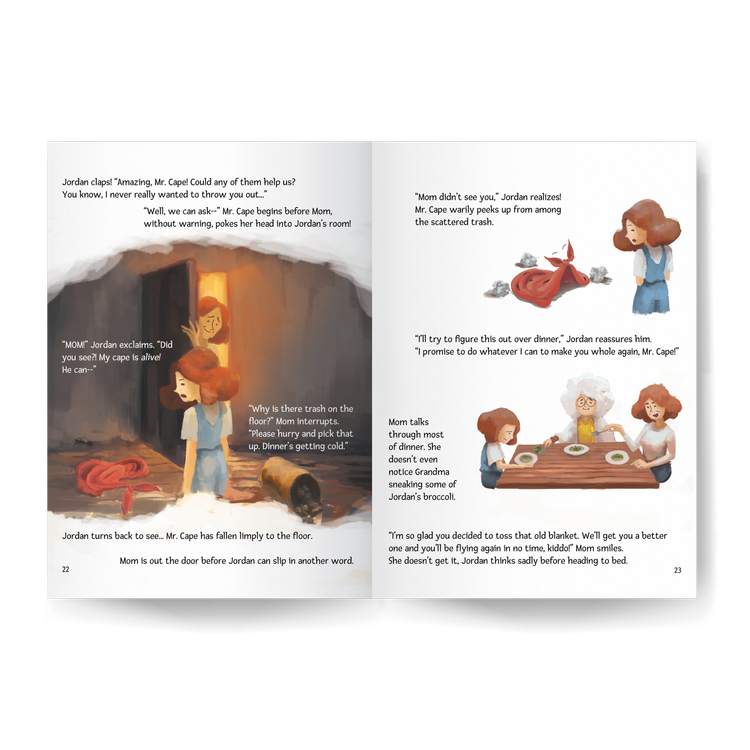 Jordan claps! "Amazing, Mr. Cape! Could any of them help us?
You know, I never really wanted to throw you out..."
"Well, we can ask--" Mr. Cape begins before Mom,
without warning, pokes her head into Jordan's room!
"MOM!" Jordan exclaims. "Did
you see?! My cape is alive!
He can--"
"Why is there trash on the
floor?" Mom interrupts.
"Please hurry and pick that
up. Dinner's getting cold."
Jordan turns back to see... Mr. Cape has fallen limply to the floor.
Mom is out the door before Jordan can slip in another word.
22
"Mom didn't see you," Jordan realizes!
Mr. Cape warily peeks up from among
the scattered trash.
"I'll try to figure this out over dinner," Jordan reassures him.
"I promise to do whatever I can to make you whole again, Mr. Cape!"
Mom talks
through most
of dinner. She
doesn't even
notice Grandma
sneaking some of
Jordan's broccoli.
"I'm so glad you decided to toss that old blanket. We'll get you a better
one and you'll be flying again in no time, kiddo!" Mom smiles.
She doesn't get it, Jordan thinks sadly before heading to bed.
23